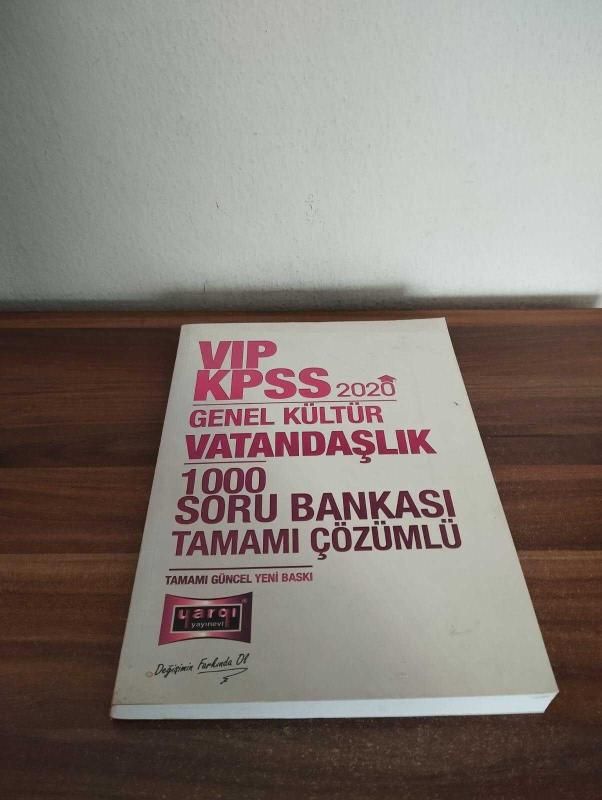 VIP
KPSS 2020
GENEL KÜLTÜR
VATANDAŞLIK
1000
SORU BANKASI
TAMAMI ÇÖZÜMLÜ
TAMAMI GÜNCEL YENİ BASKI
yargı
yayınevi
Değişimin Farkında Ol